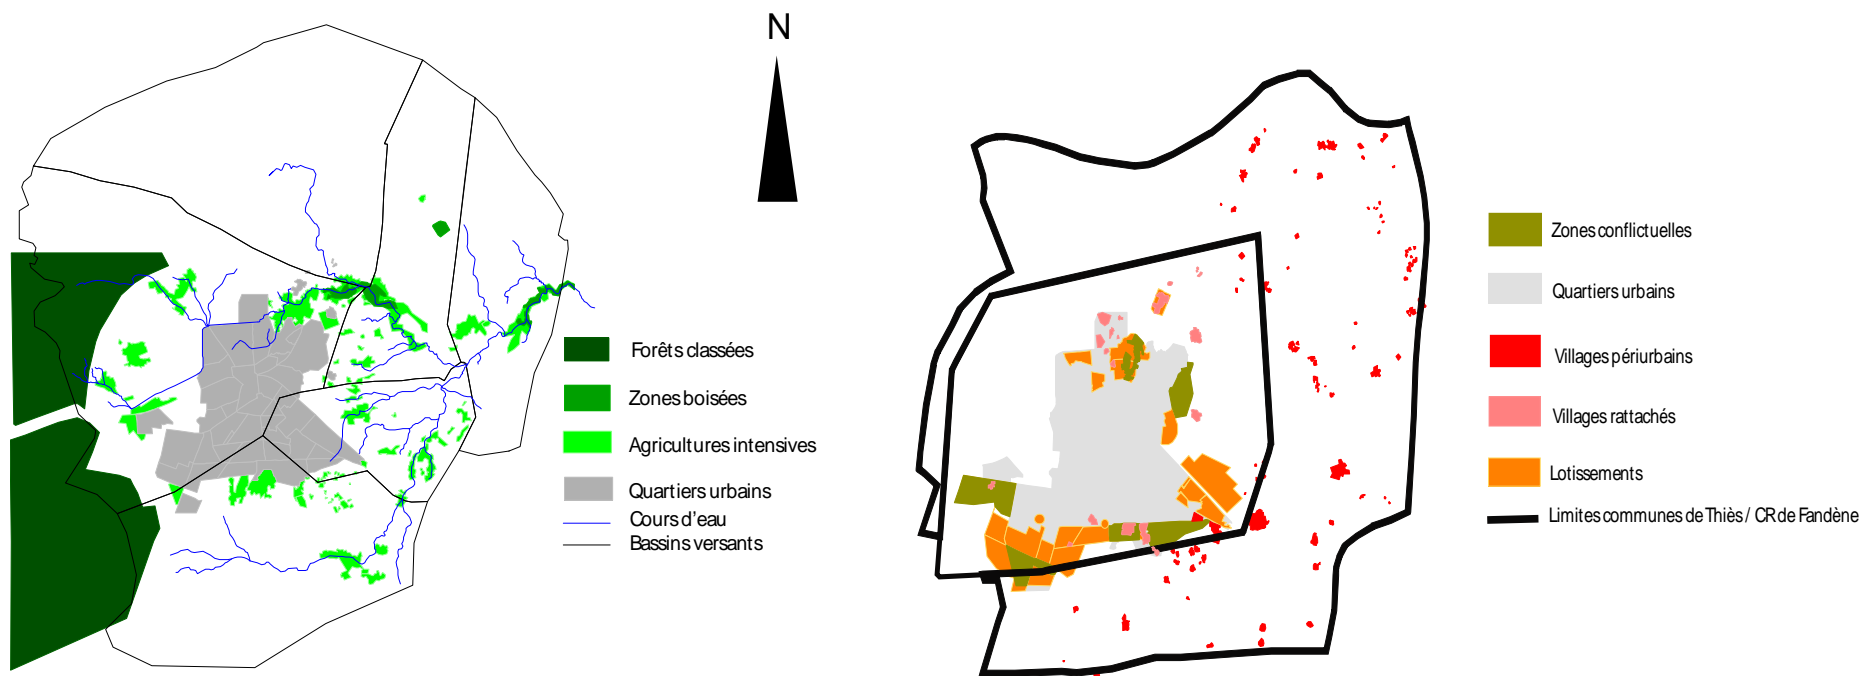 N
Forêts classées
Zones boisées
Agricultures intensives
Quartiers urbains
Cours d'eau
Bassins versants
Zones conflictuelles
Quartiers urbains
Villages périurbains
Villages rattachés
Lotissements
Limites communes de Thiès / CR de Fandène